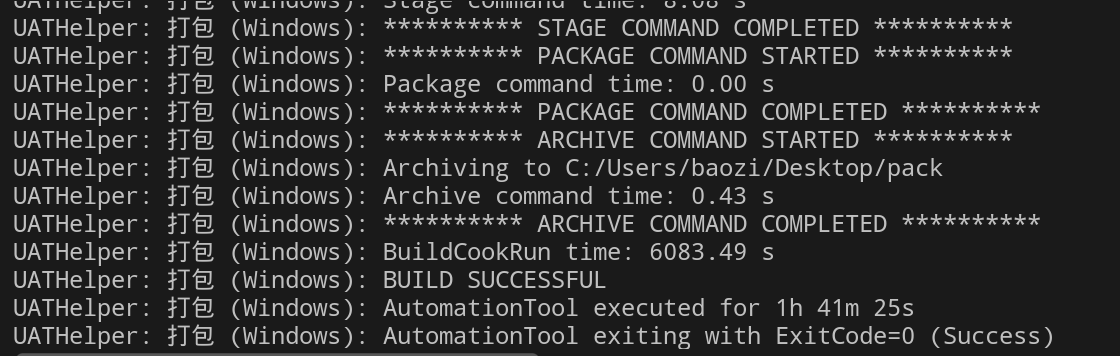 UATHelper: 打包 (Windows): Stage command time: 8.08 s
UATHelper: 打包 (Windows): ********** STAGE COMMAND COMPLETED **********
UATHelper: 打包 (Windows): ********** PACKAGE COMMAND STARTED **********
UATHelper: 打包 (Windows): Package command time: 0.00 s
UATHelper: 打包 (Windows): ********** PACKAGE COMMAND COMPLETED **********
UATHelper: 打包 (Windows): ********** ARCHIVE COMMAND STARTED **********
UATHelper: 打包 (Windows): Archiving to C:/Users/baozi/Desktop/pack
UATHelper: 打包 (Windows): Archive command time: 0.43 s
UATHelper: 打包 (Windows): ********** ARCHIVE COMMAND COMPLETED **********
UATHelper: 打包 (Windows): BuildCookRun time: 6083.49 s
UATHelper: 打包 (Windows): BUILD SUCCESSFUL
UATHelper: 打包 (Windows): AutomationTool executed for 1h 41m 25s
UATHelper: 打包 (Windows): AutomationTool exiting with ExitCode=0 (Success)